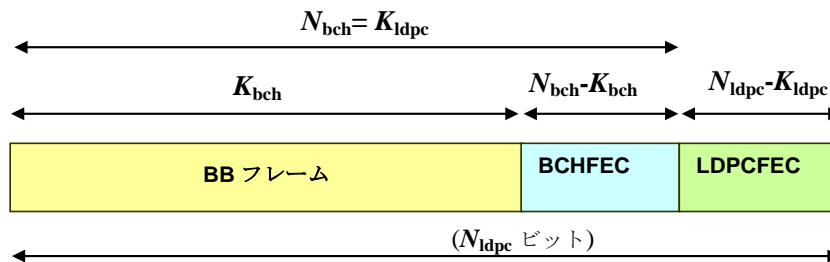 N_bch= K_ldpc
K_bch N_bch-K_bch N_ldpc-K_ldpc
BB フレーム BCHFEC LDPCFEC
(N_ldpc ビット)